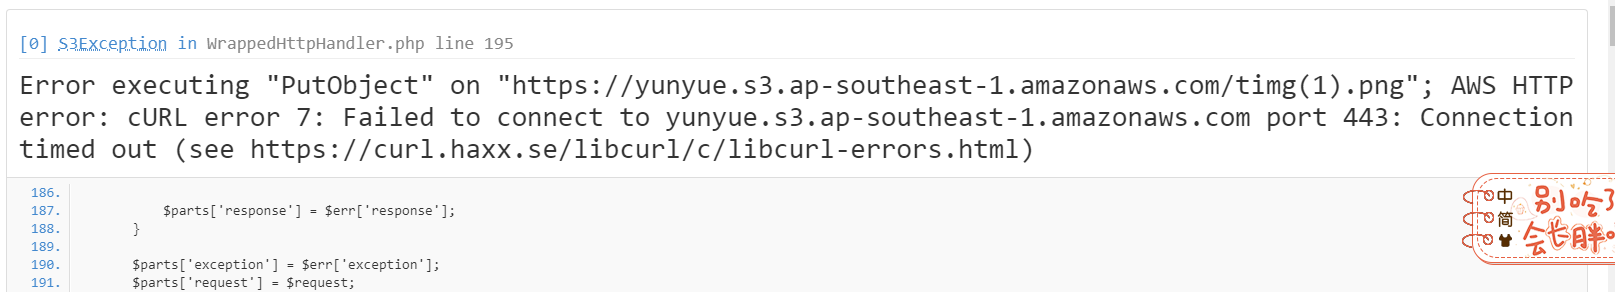 [0] S3Exception in WrappedHttpHandler.php line 195
Error executing "PutObject" on "https://yunyue.s3.ap-southeast-1.amazonaws.com/timg(1).png"; AWS HTTP
error: cURL error 7: Failed to connect to yunyue.s3.ap-southeast-1.amazonaws.com port 443: Connection
timed out (see https://curl.haxx.se/libcurl/c/libcurl-errors.html)
186.
187. $parts['response'] = $err['response'];
188. }
189.
190. $parts['exception'] = $err['exception'];
191. $parts['request'] = $request;
中
简
别吃了
会长胖